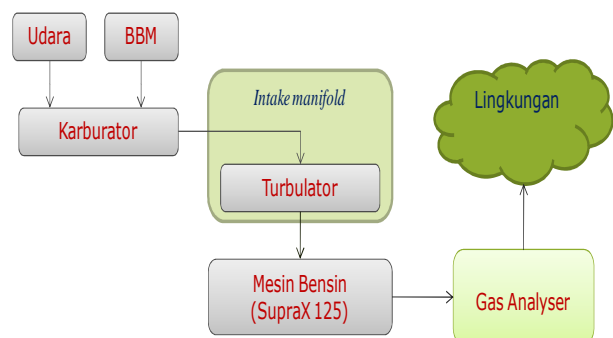 Udara
BBM
Karburator
Intake manifold
Turbulator
Mesin Bensin
(SupraX 125)
Gas Analyser
Lingkungan